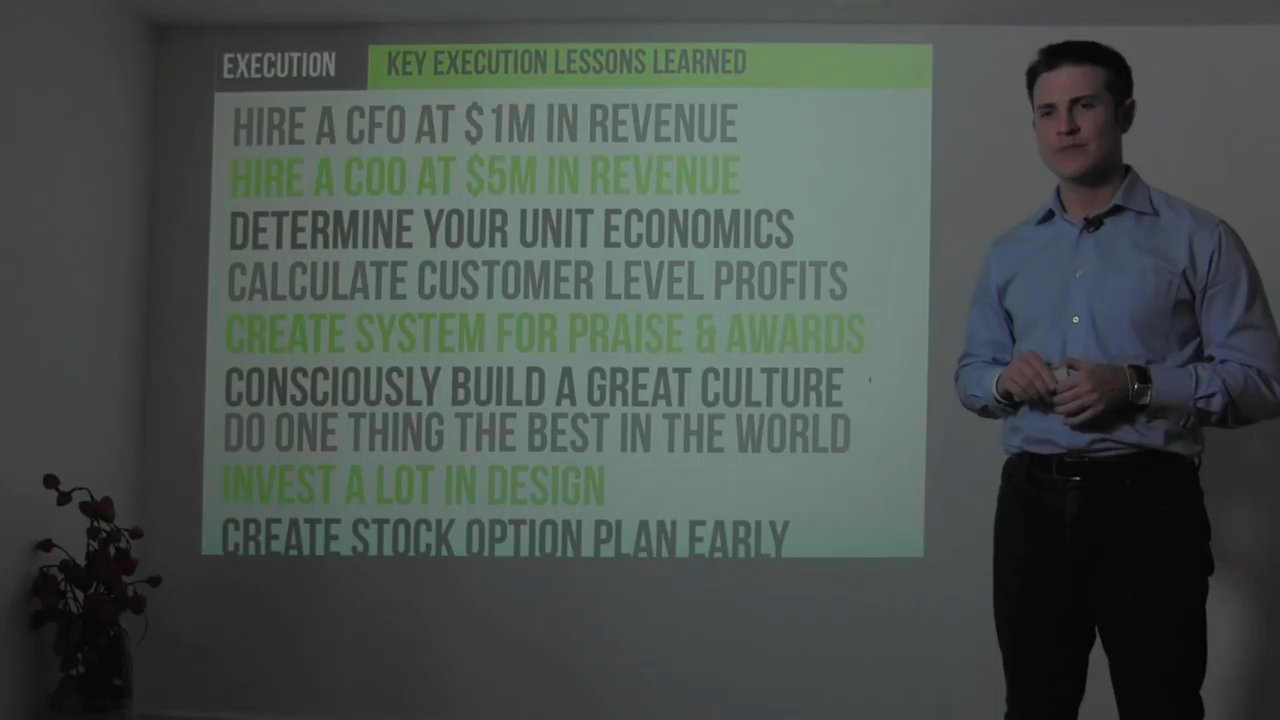 EXECUTION
KEY EXECUTION LESSONS LEARNED
HIRE A CFO AT $1M IN REVENUE
HIRE A COO AT $5M IN REVENUE
DETERMINE YOUR UNIT ECONOMICS
CALCULATE CUSTOMER LEVEL PROFITS
CREATE SYSTEM FOR PRAISE & AWARDS
CONSCIOUSLY BUILD A GREAT CULTURE
DO ONE THING THE BEST IN THE WORLD
INVEST A LOT IN DESIGN
CREATE STOCK OPTION PLAN EARLY